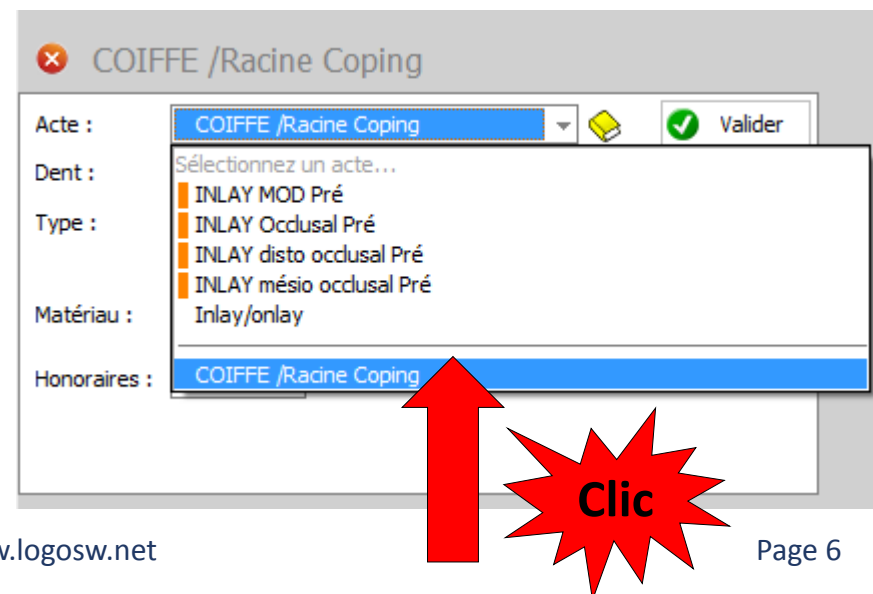 COIFFE /Racine Coping
Acte :
COIFFE /Racine Coping
Valider
Dent :
Sélectionnez un acte...
INLAY MOD Pré
Type :
INLAY Occlusal Pré
INLAY disto occlusal Pré
INLAY mésio occlusal Pré
Matériau :
Inlay/onlay
Honoraires :
COIFFE /Racine Coping
Clic
w.logosw.net
Page 6